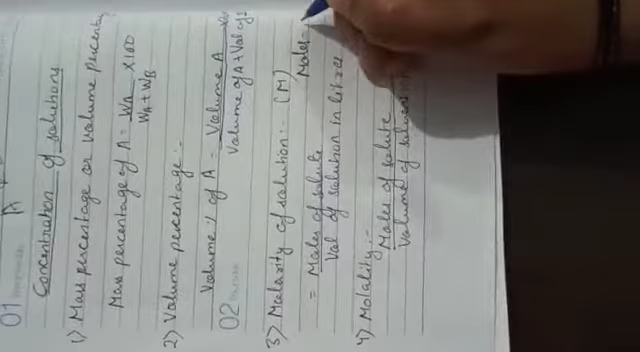 01
Concentration of solutions
1) Mass percentage or volume percentage
Mass percentage of A = WA / WA + WB × 100
2) Volume percentage :
Volume % of A = Volume A / Volume of A + Vol of B
02
3) Molarity of solution :- (M)
= Moles of solute / Vol of solution in litres
Moles
4) Molality :-
Moles of solute / Volume of solvent